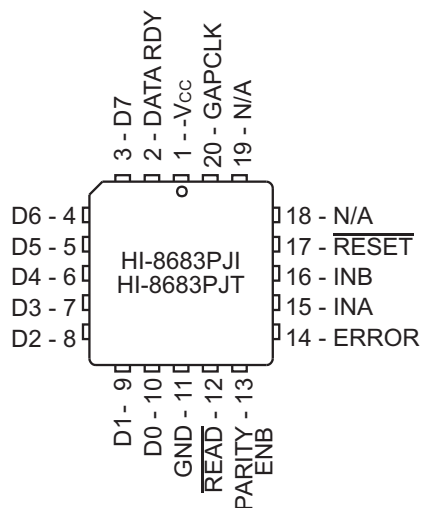 3 - D7
2 - DATA RDY
1 - -Vcc
20 - GAPCLK
19 - N/A
D6 - 4
D5 - 5
D4 - 6
D3 - 7
D2 - 8
HI-8683PJI
HI-8683PJT
18 - N/A
17 - RESET
16 - INB
15 - INA
14 - ERROR
D1- 9
D0 - 10
GND - 11
READ - 12
PARITY - 13
ENB